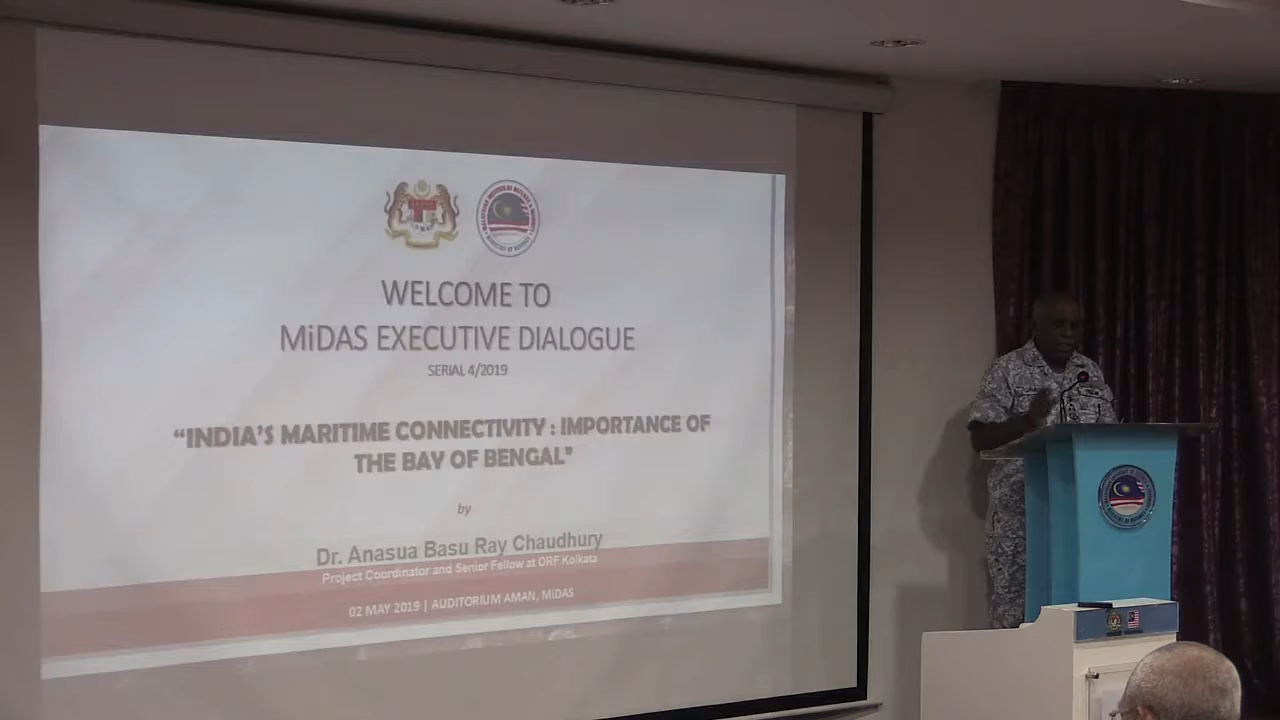 WELCOME TO
MiDAS EXECUTIVE DIALOGUE
SERIAL 4/2019
“INDIA’S MARITIME CONNECTIVITY : IMPORTANCE OF
THE BAY OF BENGAL”
by
Dr. Anasua Basu Ray Chaudhury
Project Coordinator and Senior Fellow at ORF Kolkata
02 MAY 2019 | AUDITORIUM AMAN, MiDAS